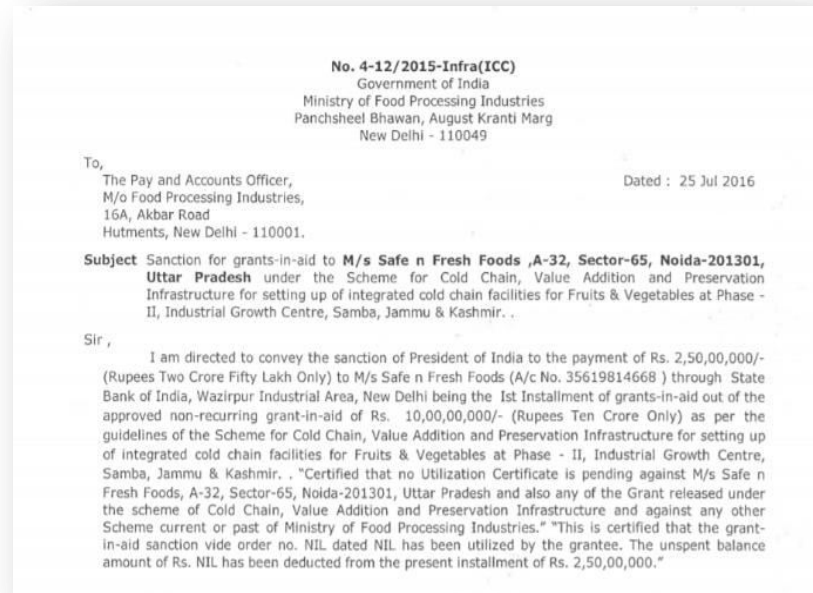 No. 4-12/2015-Infra(ICC)
Government of India
Ministry of Food Processing Industries
Panchsheel Bhawan, August Kranti Marg
New Delhi - 110049
To,
The Pay and Accounts Officer,
Dated : 25 Jul 2016
M/o Food Processing Industries,
16A, Akbar Road
Hutments, New Delhi - 110001.
Subject Sanction for grants-in-aid to M/s Safe n Fresh Foods ,A-32, Sector-65, Noida-201301,
Uttar Pradesh under the Scheme for Cold Chain, Value Addition and Preservation
Infrastructure for setting up of integrated cold chain facilities for Fruits & Vegetables at Phase -
II, Industrial Growth Centre, Samba, Jammu & Kashmir. .
Sir ,
I am directed to convey the sanction of President of India to the payment of Rs. 2,50,00,000/-
(Rupees Two Crore Fifty Lakh Only) to M/s Safe n Fresh Foods (A/c No. 35619814668 ) through State
Bank of India, Wazirpur Industrial Area, New Delhi being the Ist Installment of grants-in-aid out of the
approved non-recurring grant-in-aid of Rs. 10,00,00,000/- (Rupees Ten Crore Only) as per the
guidelines of the Scheme for Cold Chain, Value Addition and Preservation Infrastructure for setting up
of integrated cold chain facilities for Fruits & Vegetables at Phase - II, Industrial Growth Centre,
Samba, Jammu & Kashmir. . "Certified that no Utilization Certificate is pending against M/s Safe n
Fresh Foods, A-32, Sector-65, Noida-201301, Uttar Pradesh and also any of the Grant released under
the scheme of Cold Chain, Value Addition and Preservation Infrastructure and against any other
Scheme current or past of Ministry of Food Processing Industries." "This is certified that the grant-
in-aid sanction vide order no. NIL dated NIL has been utilized by the grantee. The unspent balance
amount of Rs. NIL has been deducted from the present installment of Rs. 2,50,00,000."